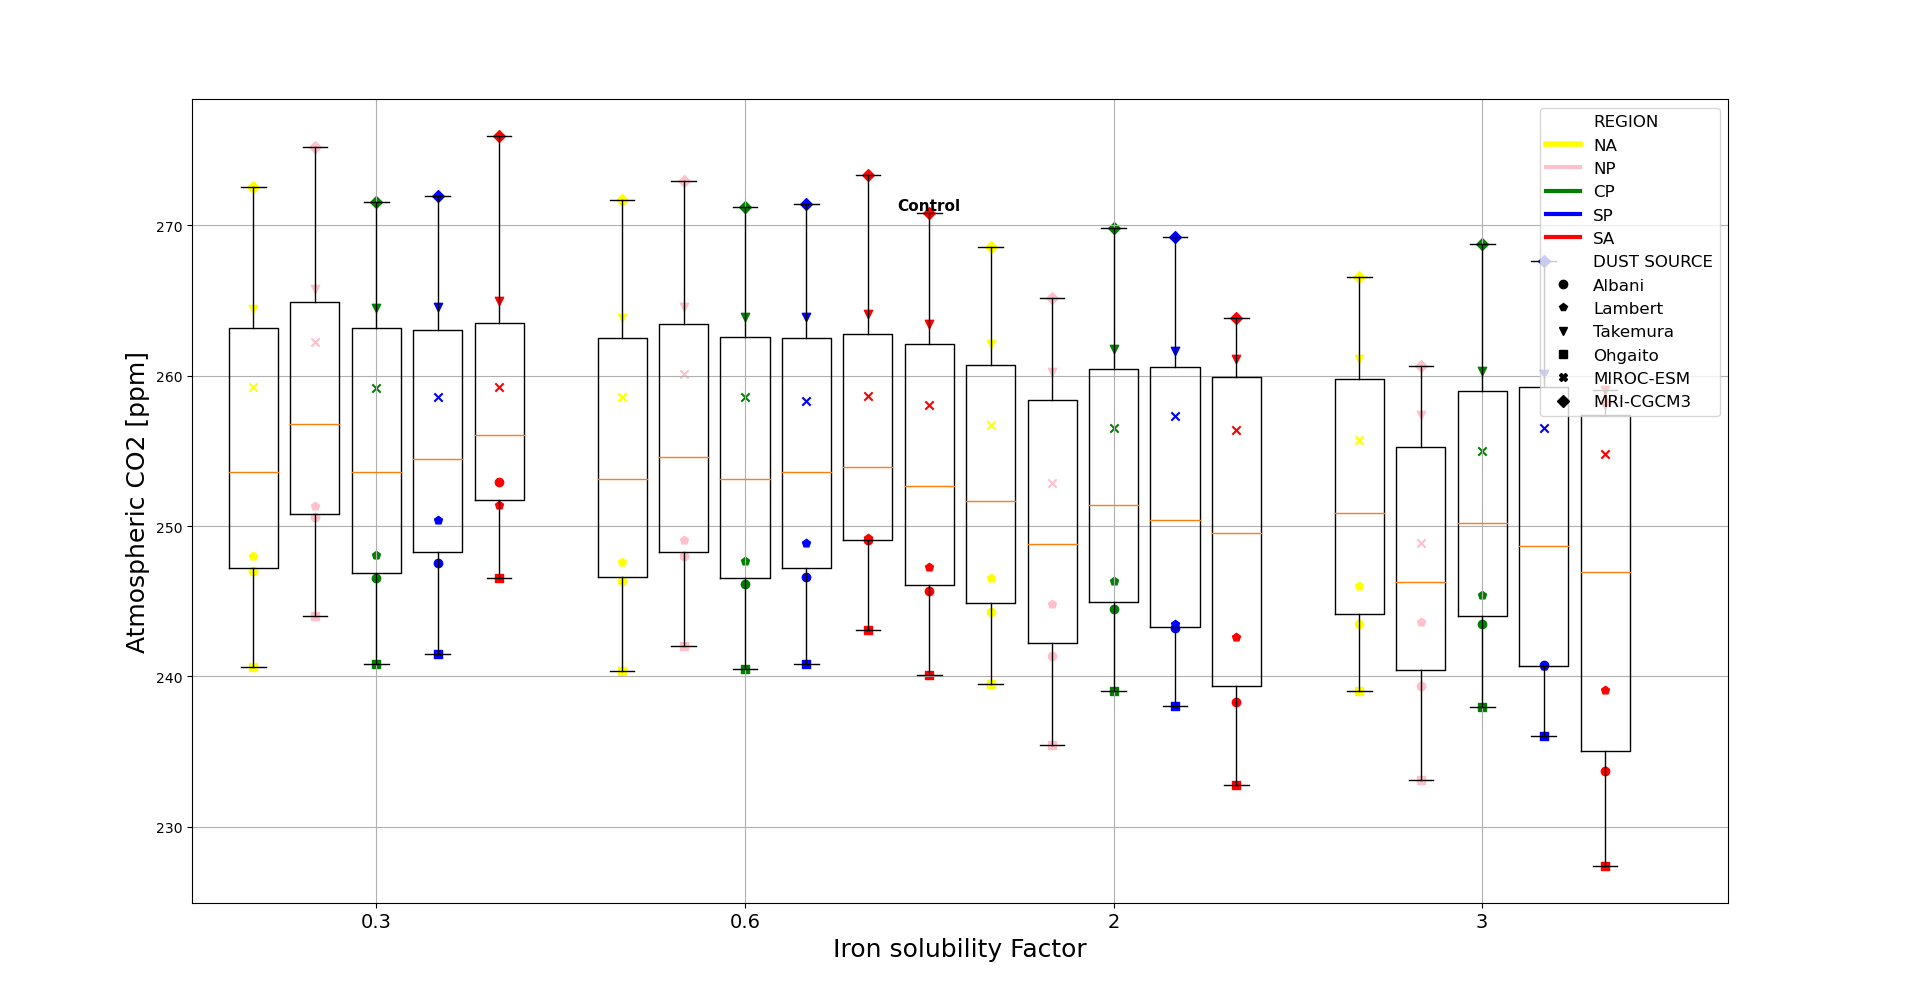 REGION
NA
NP
CP
SP
SA
DUST SOURCE
Albani
Lambert
Takemura
Ohgaito
MIROC-ESM
MRI-CGCM3
Control
270
260
250
240
230
Atmospheric CO2 [ppm]
0.3 0.6 2 3
Iron solubility Factor